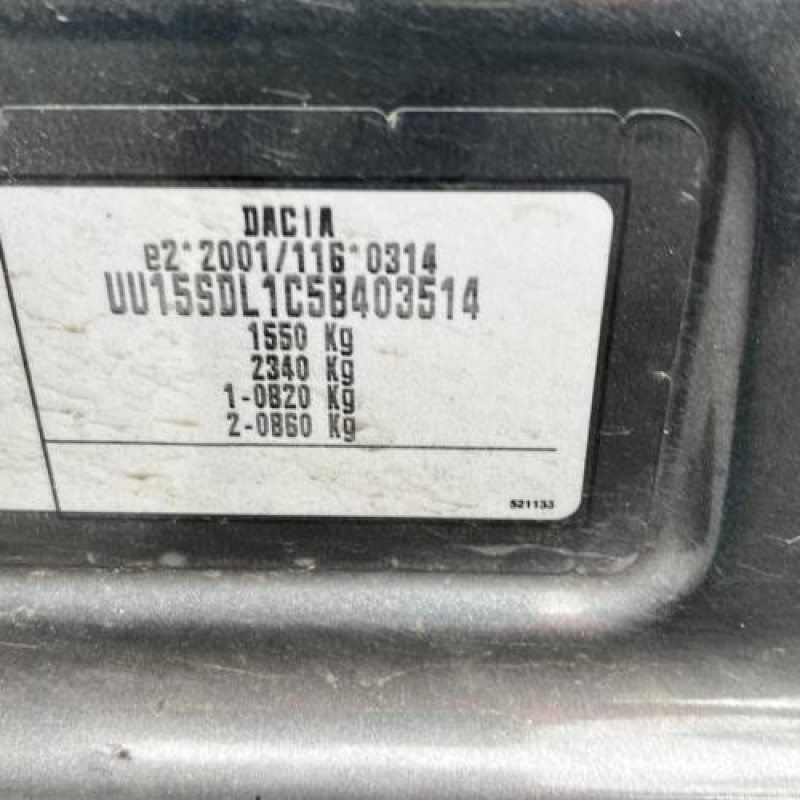 DACIA
e2*2001/116*0314
UU15SDL1C5B403514
1550 Kg
2340 Kg
1-0820 Kg
2-0860 Kg
521133